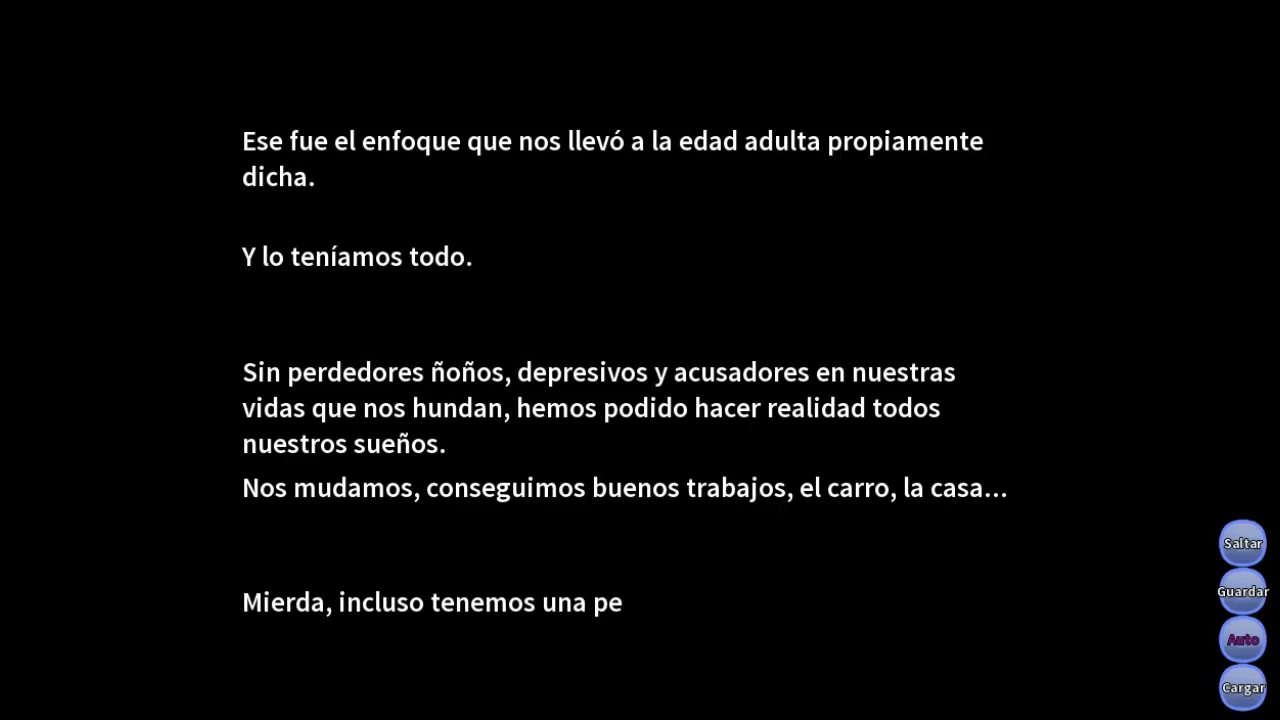 Ese fue el enfoque que nos llevó a la edad adulta propiamente
dicha.
Y lo teníamos todo.
Sin perdedores ñoños, depresivos y acusadores en nuestras
vidas que nos hundan, hemos podido hacer realidad todos
nuestros sueños.
Nos mudamos, conseguimos buenos trabajos, el carro, la casa...
Mierda, incluso tenemos una pe
Saltar
Guardar
Auto
Cargar